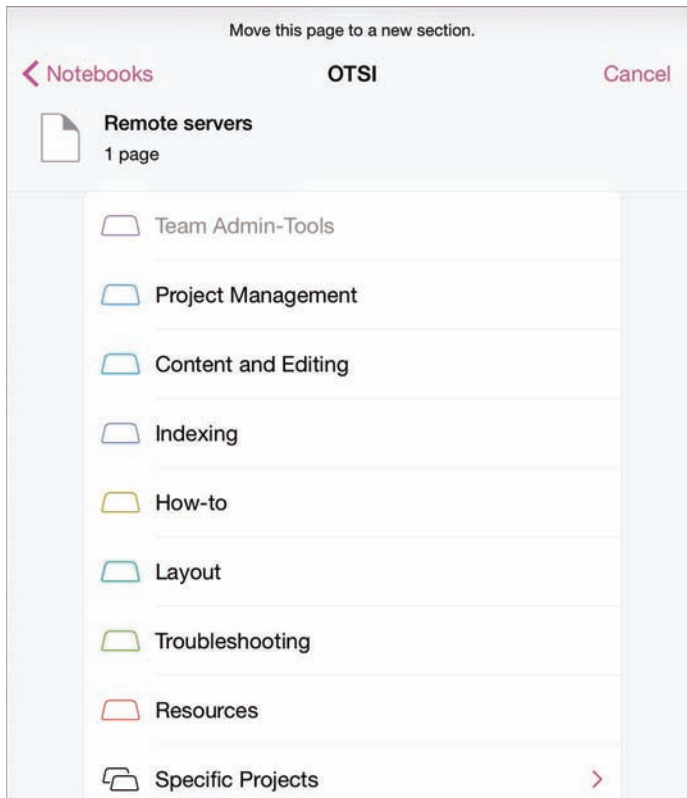 Move this page to a new section.
Notebooks OTSI Cancel
Remote servers
1 page
Team Admin-Tools
Project Management
Content and Editing
Indexing
How-to
Layout
Troubleshooting
Resources
Specific Projects